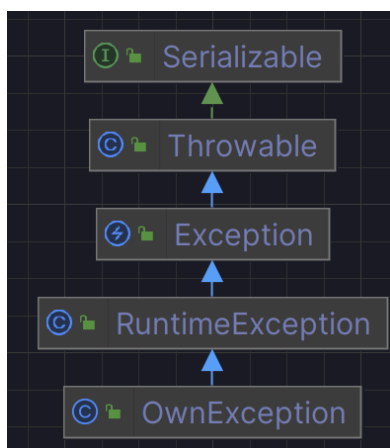 I Serializable
C Throwable
Exception
C RuntimeException
C OwnException